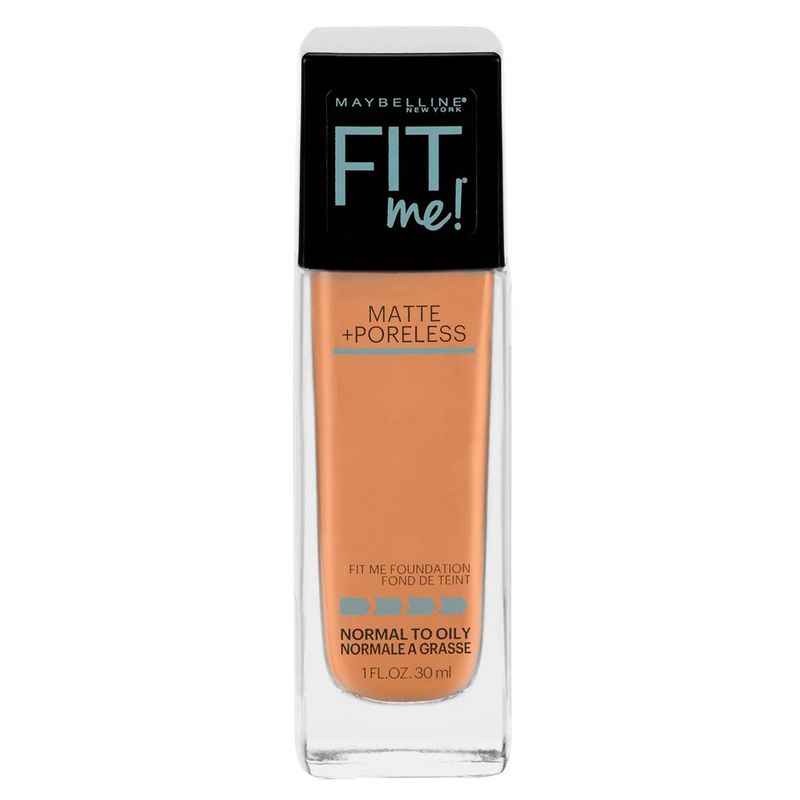 MAYBELLINE®
NEW YORK
FIT
me!
MATTE
+PORELESS
FIT ME FOUNDATION
FOND DE TEINT
NORMAL TO OILY
NORMALE A GRASSE
1 FL.OZ. 30 ml